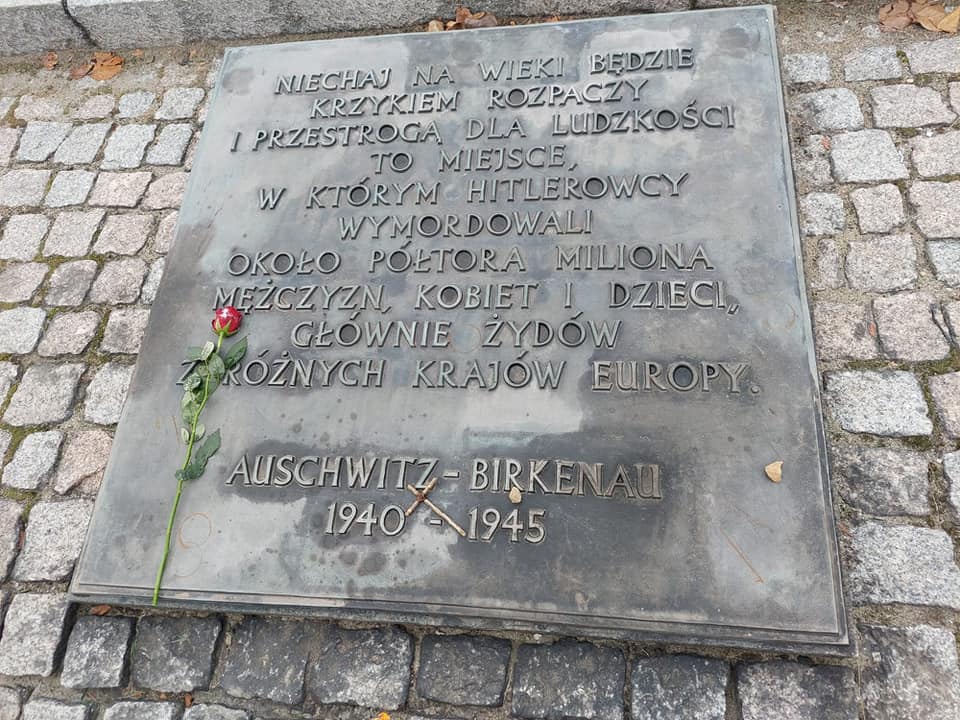 NIECHAJ NA WIEKI BĘDZIE
KRZYKIEM ROZPACZY
I PRZESTROGĄ DLA LUDZKOŚCI
TO MIEJSCE,
W KTÓRYM HITLEROWCY
WYMORDOWALI
OKOŁO PÓŁTORA MILIONA
MĘŻCZYZN, KOBIET I DZIECI,
GŁÓWNIE ŻYDÓW
Z RÓŻNYCH KRAJÓW EUROPY.
AUSCHWITZ - BIRKENAU
1940 - 1945